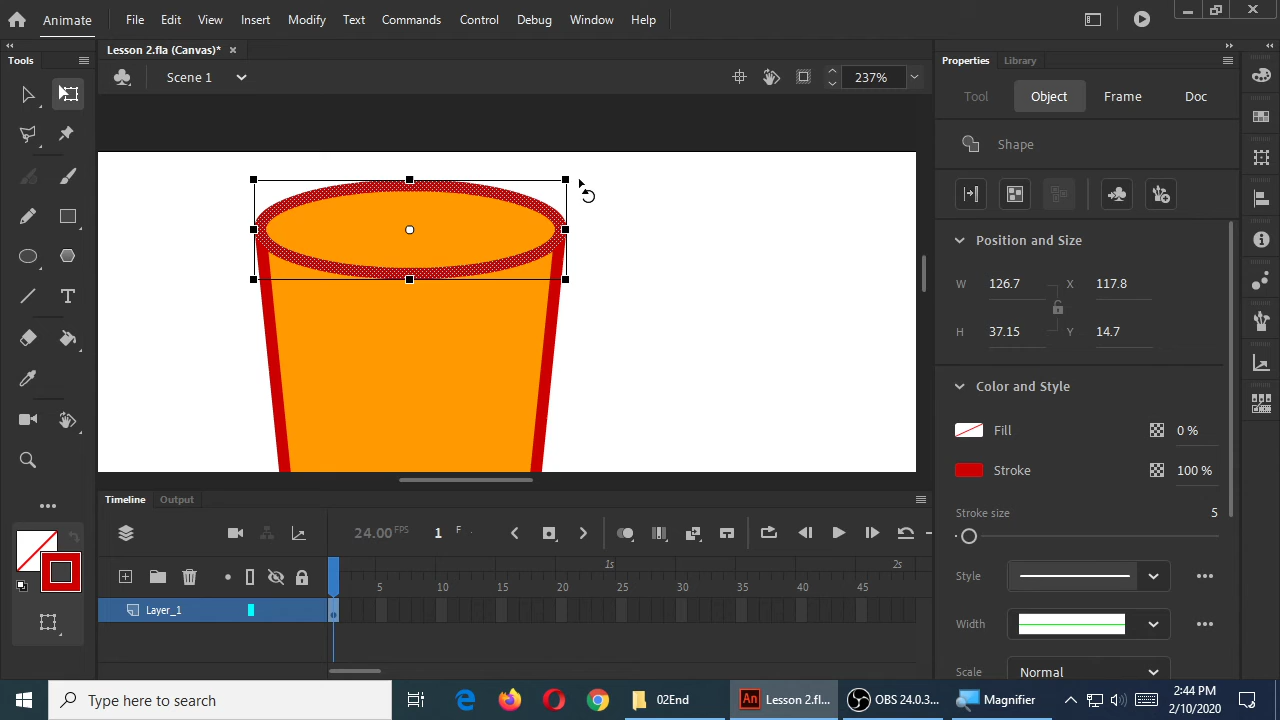 Animate File Edit View Insert Modify Text Commands Control Debug Window Help
Lesson 2.fla (Canvas)* ×
Tools
Properties Library
Scene 1
237%
Tool Object Frame Doc
Shape
Position and Size
W 126.7 X 117.8
H 37.15 Y 14.7
Color and Style
Fill 0 %
Stroke 100 %
Stroke size 5
Style
Width
Scale Normal
Timeline Output
24.00 FPS 1 F
1s 2s
5 10 15 20 25 30 35 40 45
Layer_1
Type here to search
02End
An Lesson 2.fl...
OBS 24.0.3...
Magnifier
2:44 PM
2/10/2020